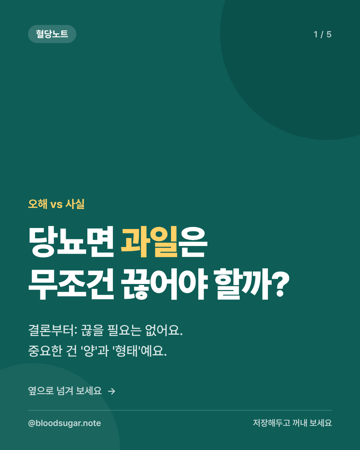 혈당노트
1 / 5
오해 vs 사실
당뇨면 과일은
무조건 끊어야 할까?
결론부터: 끊을 필요는 없어요.
중요한 건 '양'과 '형태'예요.
옆으로 넘겨 보세요 →
@bloodsugar.note
저장해두고 꺼내 보세요